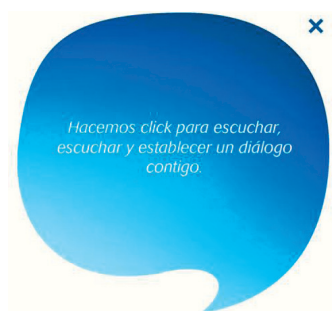 Hacemos click para escuchar,
escuchar y establecer un diálogo
contigo.